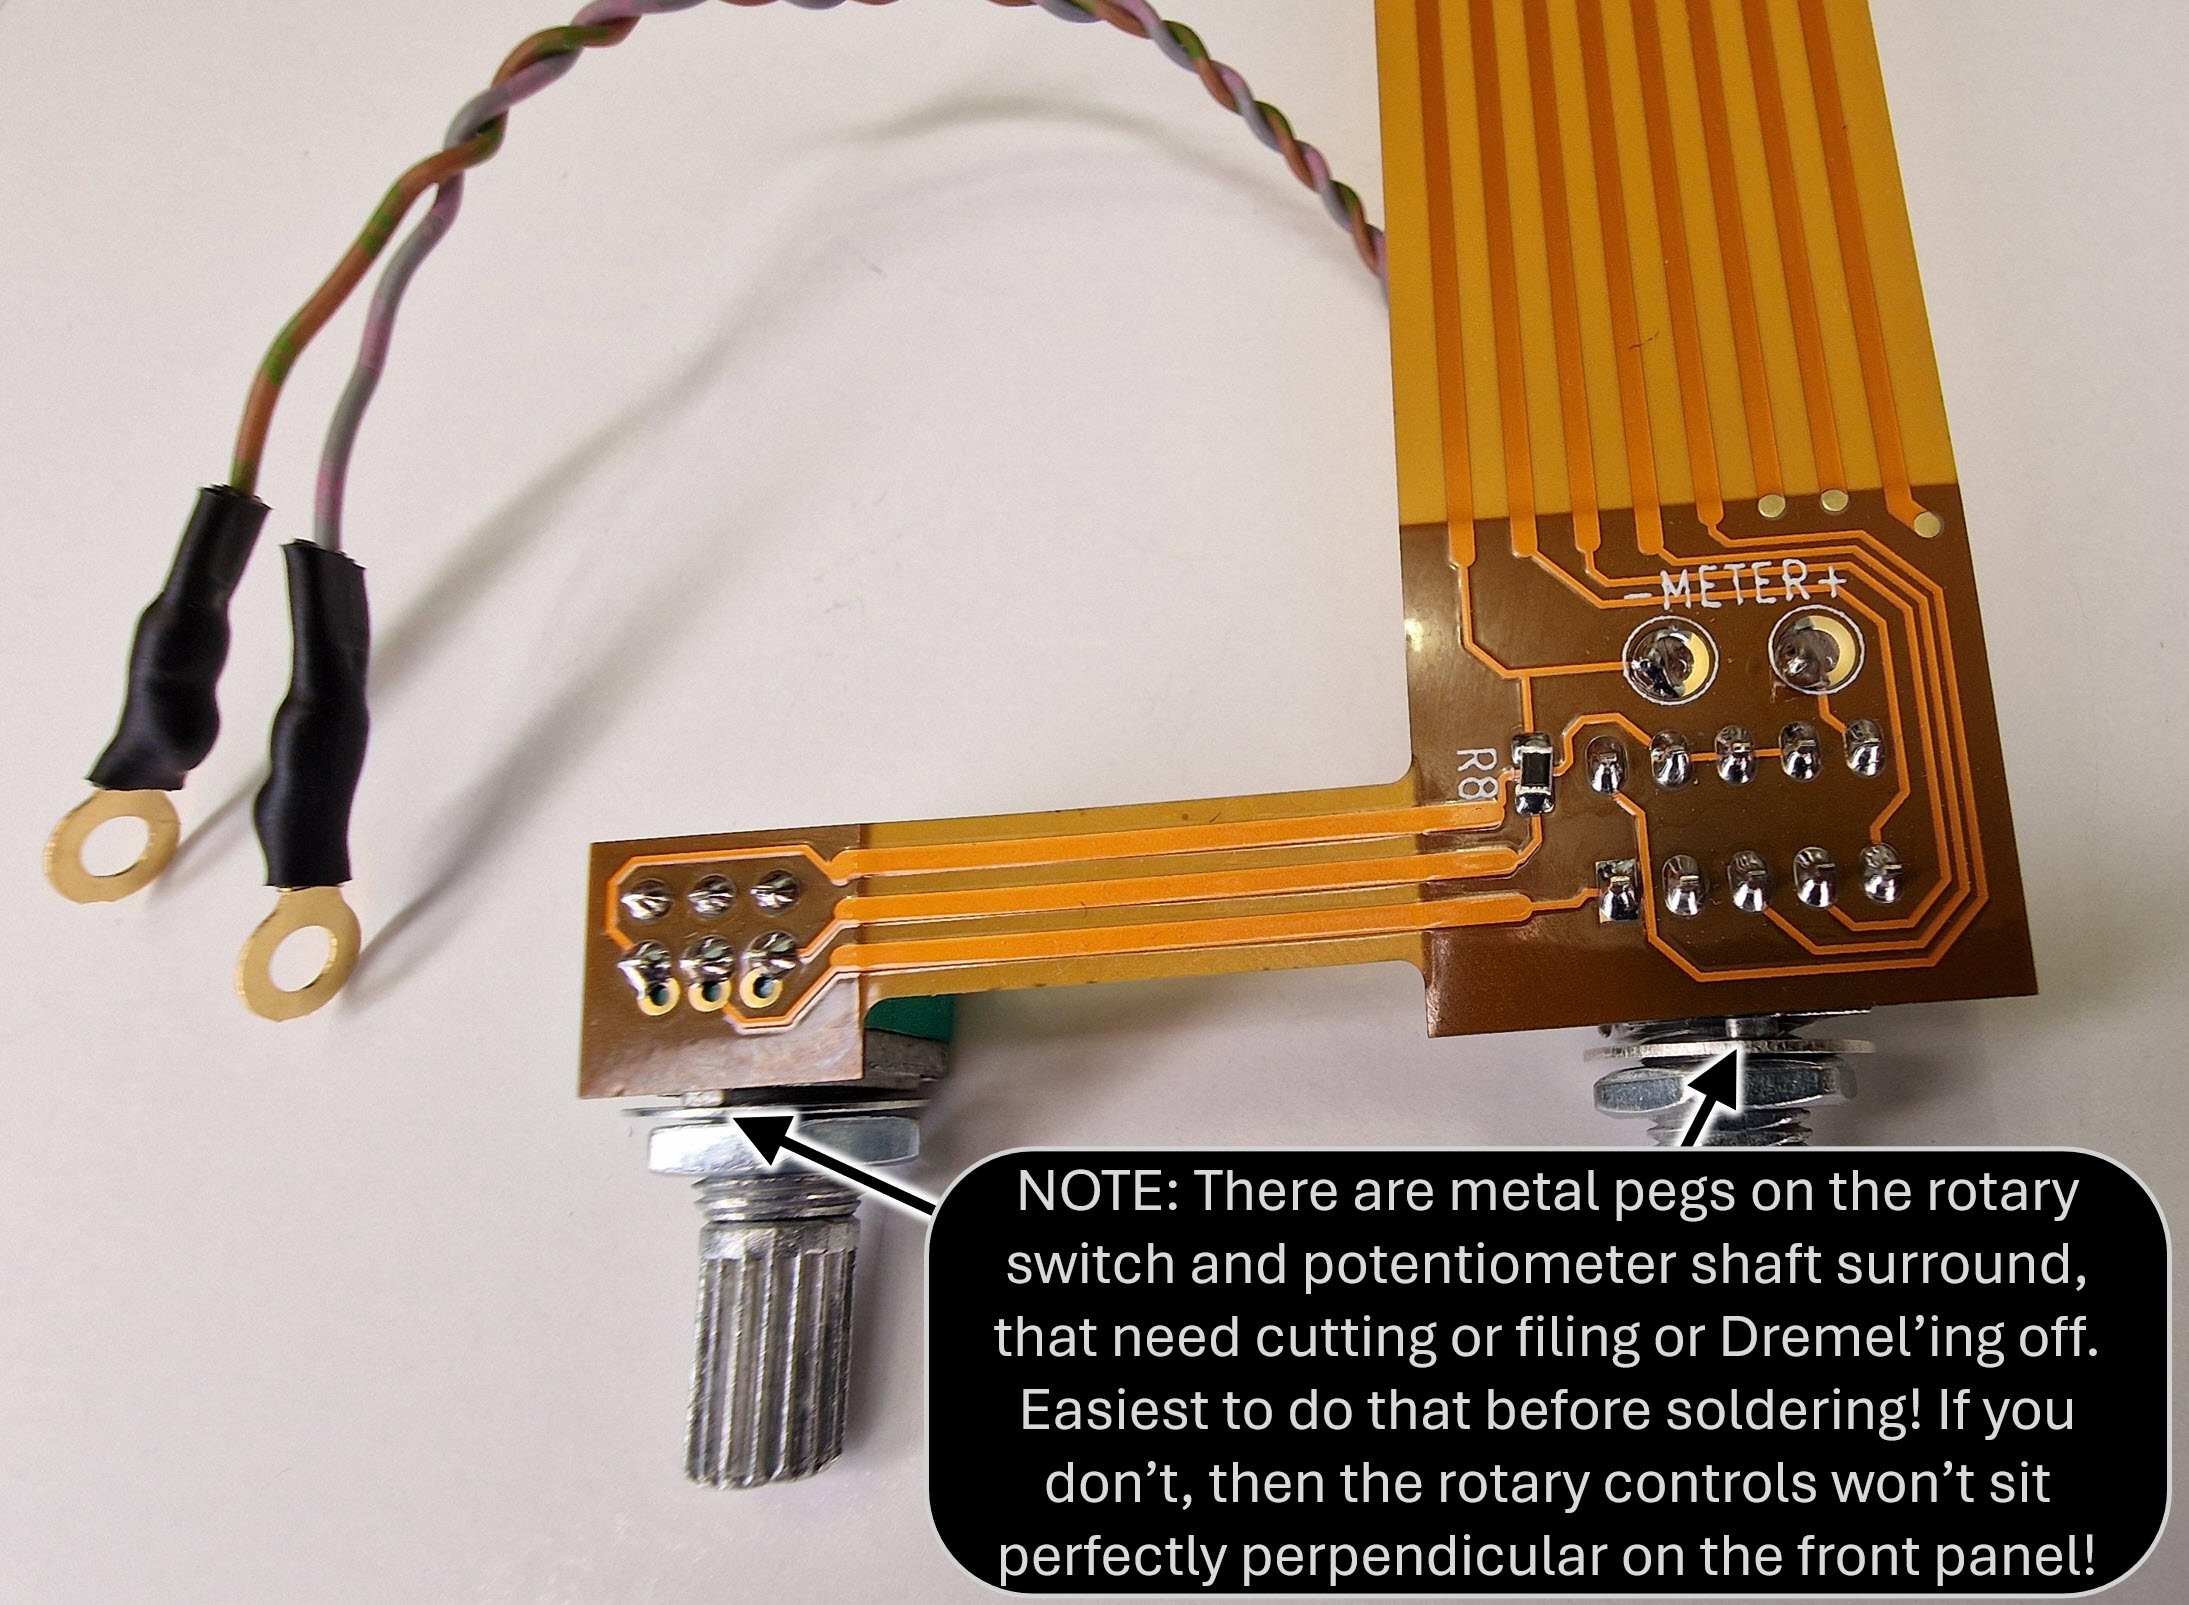 -METER+
R8
NOTE: There are metal pegs on the rotary
switch and potentiometer shaft surround,
that need cutting or filing or Dremel’ing off.
Easiest to do that before soldering! If you
don’t, then the rotary controls won’t sit
perfectly perpendicular on the front panel!